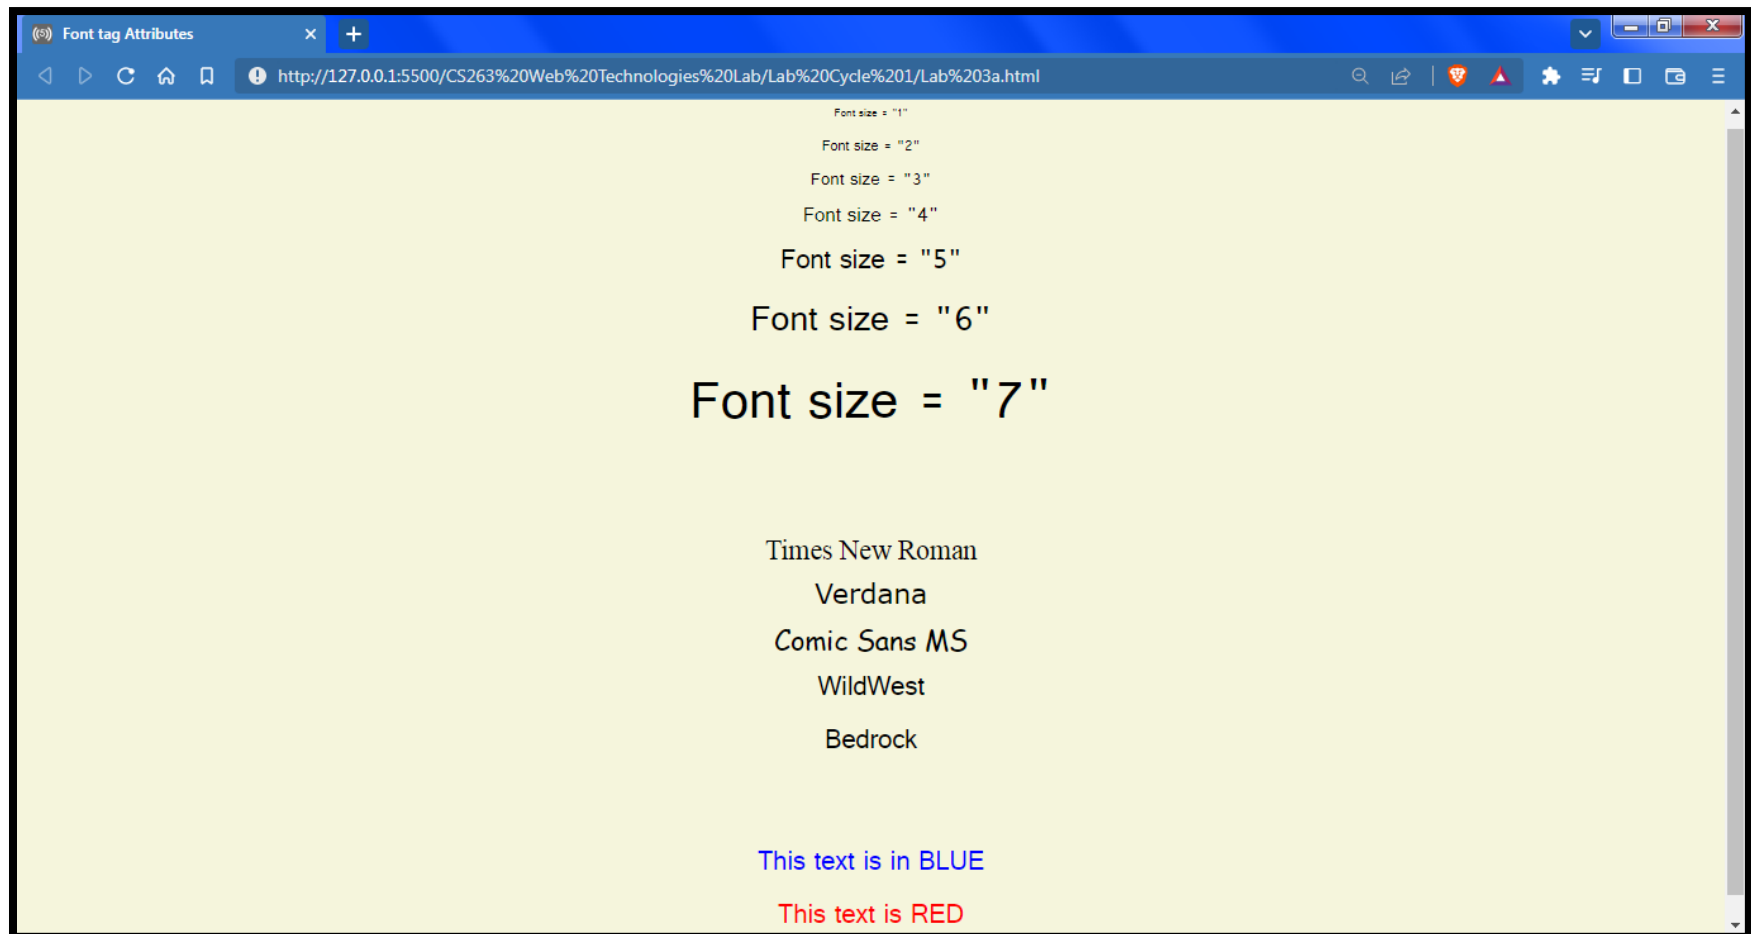 Font tag Attributes
http://127.0.0.1:5500/CS263%20Web%20Technologies%20Lab/Lab%20Cycle%201/Lab%203a.html
Font size = "1"
Font size = "2"
Font size = "3"
Font size = "4"
Font size = "5"
Font size = "6"
Font size = "7"
Times New Roman
Verdana
Comic Sans MS
WildWest
Bedrock
This text is in BLUE
This text is RED